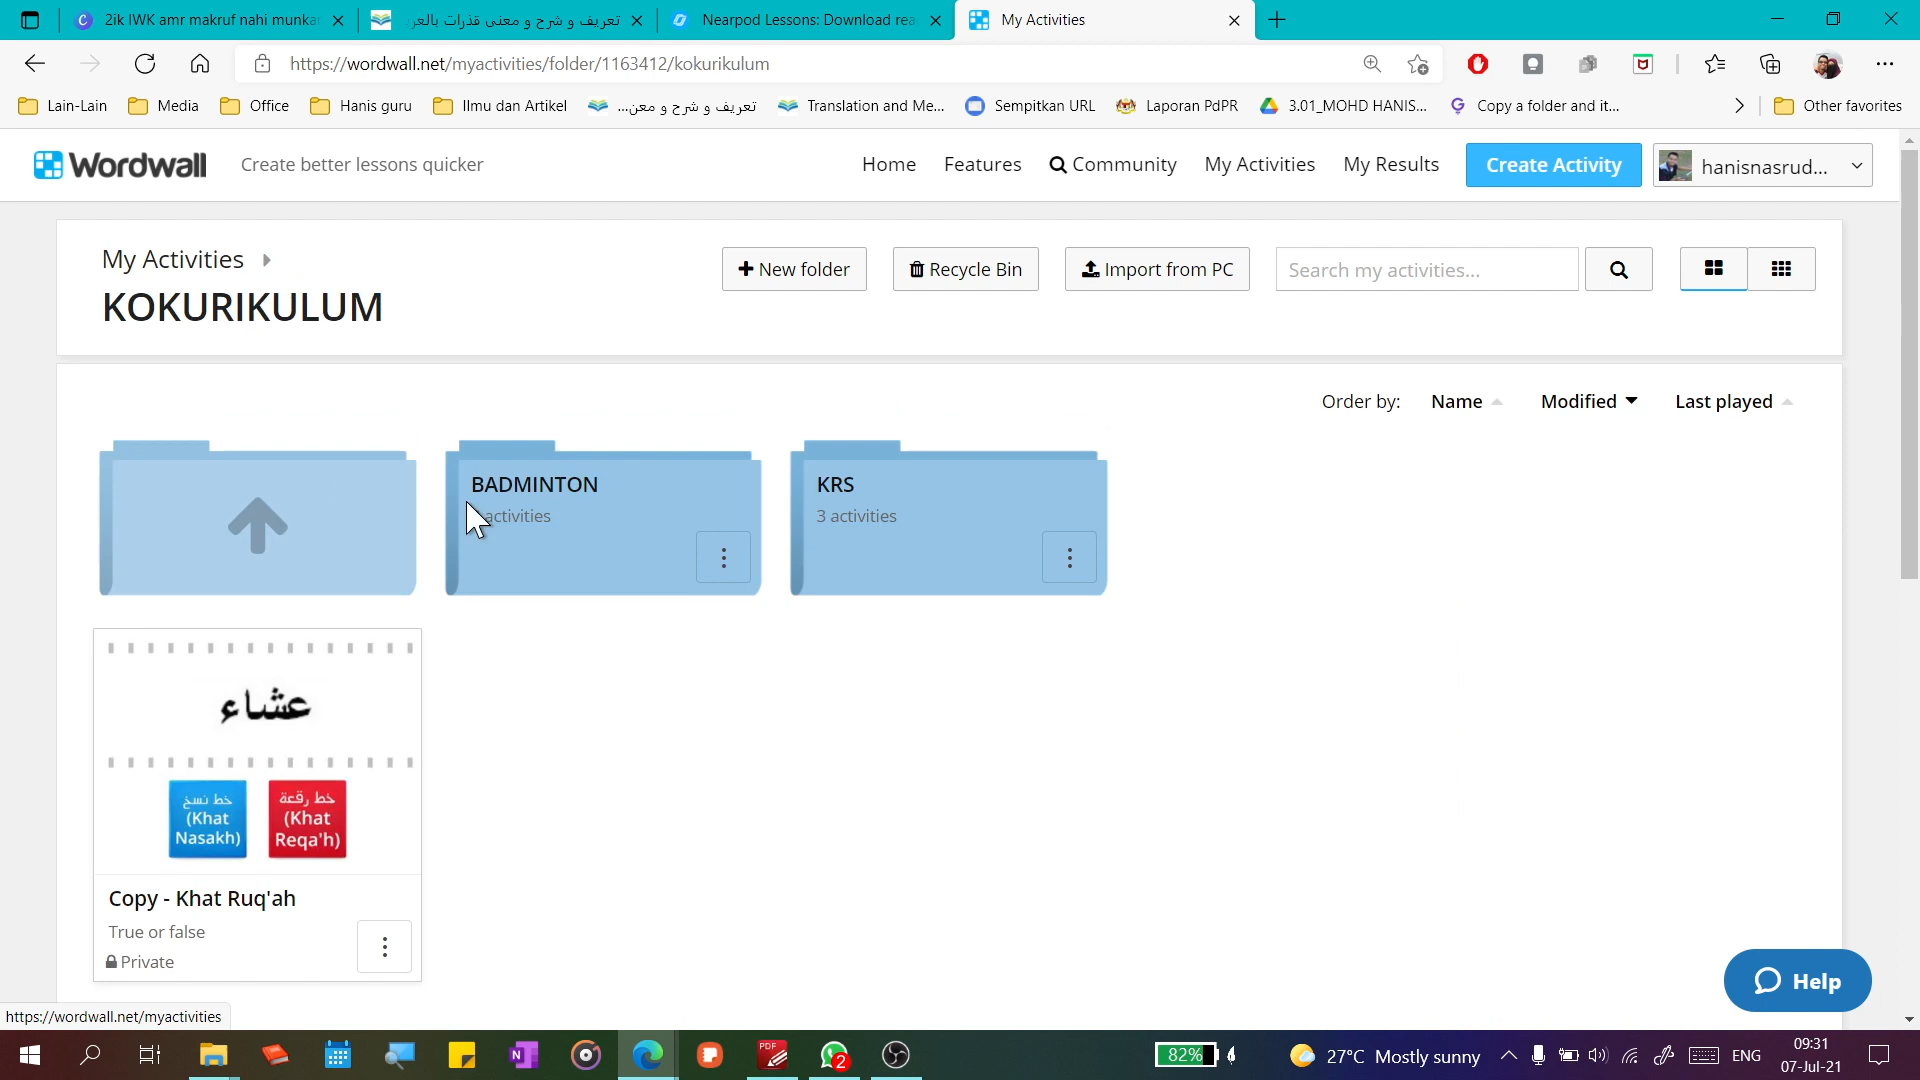 2ik IWK amr makruf nahi munka
تعريف و شرح و معنى قذرات بالعر
Nearpod Lessons: Download rea
My Activities
https://wordwall.net/myactivities/folder/1163412/kokurikulum
Lain-Lain
Media
Office
Hanis guru
Ilmu dan Artikel
تعريف و شرح و معن...
Translation and Me...
Sempitkan URL
Laporan PdPR
3.01_MOHD HANIS...
Copy a folder and it...
Other favorites
Wordwall
Create better lessons quicker
Home
Features
Community
My Activities
My Results
Create Activity
hanisnasrud...
My Activities
KOKURIKULUM
New folder
Recycle Bin
Import from PC
Search my activities...
Order by:
Name
Modified
Last played
BADMINTON
activities
KRS
3 activities
عشاء
خط نسخ
(Khat
Nasakh)
خط رقعة
(Khat
Reqa'h)
Copy - Khat Ruq'ah
True or false
Private
Help
https://wordwall.net/myactivities
PDF
2
82%
27°C Mostly sunny
ENG
09:31
07-Jul-21